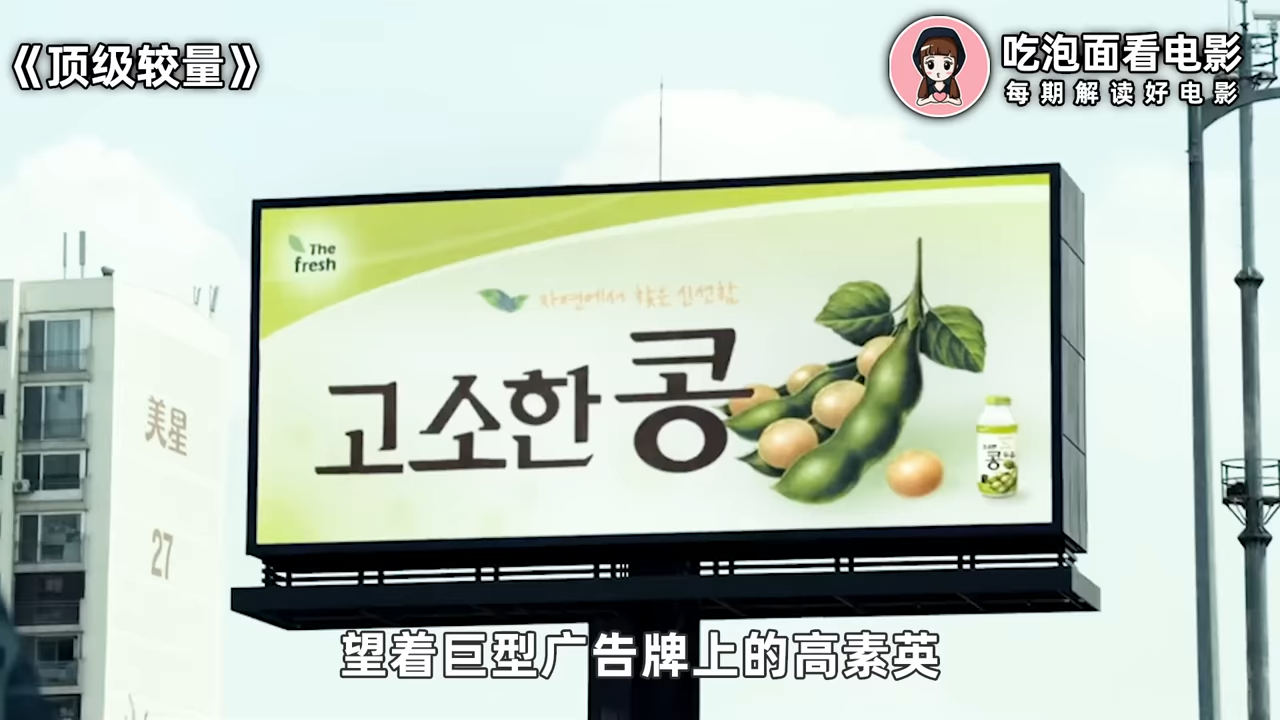 《顶级较量》
吃泡面看电影
每期解读好电影
The
fresh
자연에서 찾은 신선함
고소한 콩
콩
美星
27
望着巨型广告牌上的高素英